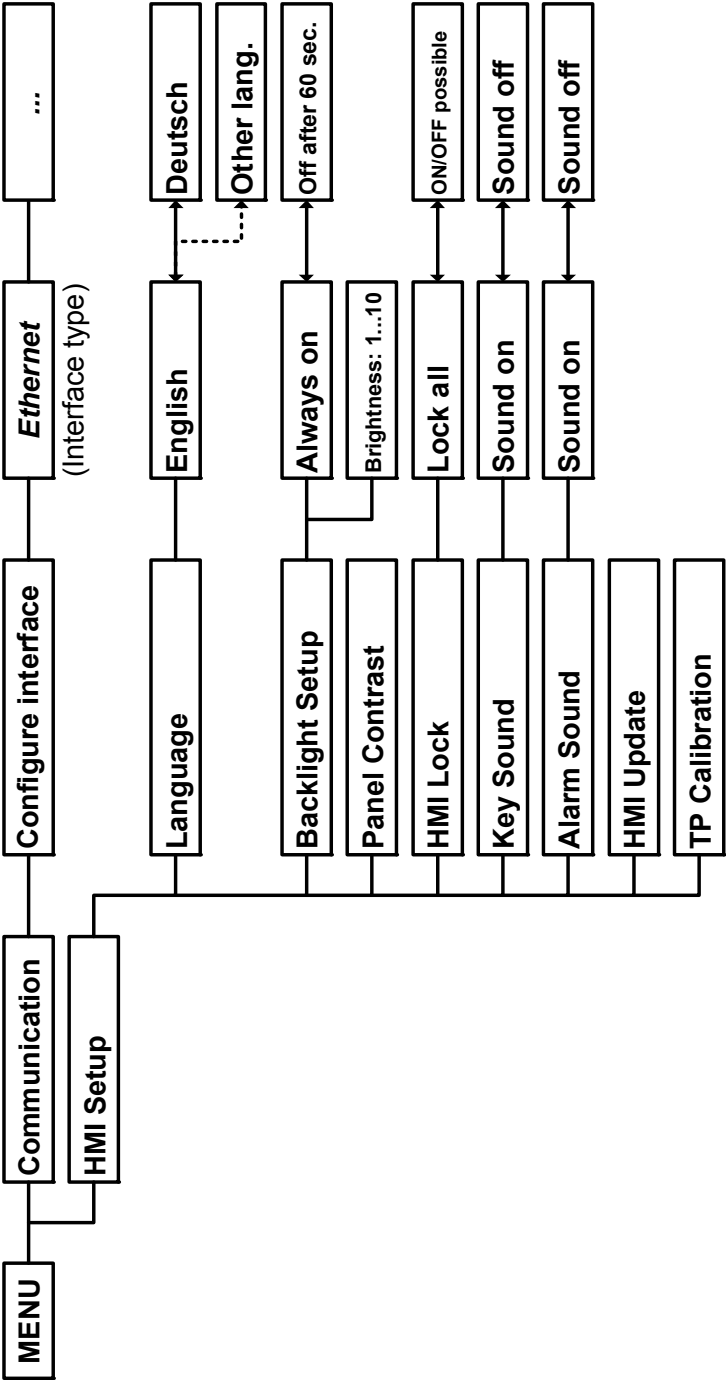 MENU
Communication
Configure interface
Ethernet
(Interface type)
...
HMI Setup
Language
English
Deutsch
Other lang.
Backlight Setup
Always on
Off after 60 sec.
Brightness: 1...10
Panel Contrast
HMI Lock
Lock all
ON/OFF possible
Key Sound
Sound on
Sound off
Alarm Sound
Sound on
Sound off
HMI Update
TP Calibration